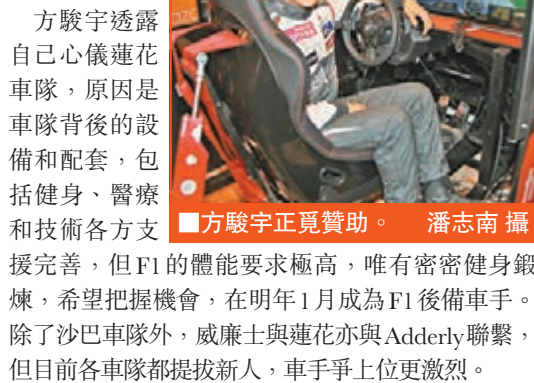 方駿宇透露
自己心儀蓮花
車隊，原因是
車隊背後的設
備和配套，包
括健身、醫療
和技術各方支
■方駿宇正覓贊助。 潘志南 攝
援完善，但F1的體能要求極高，唯有密密健身鍛
煉，希望把握機會，在明年1月成為F1後備車手。
除了沙巴車隊外，威廉士與蓮花亦與Adderly聯繫，
但目前各車隊都提拔新人，車手爭上位更激烈。